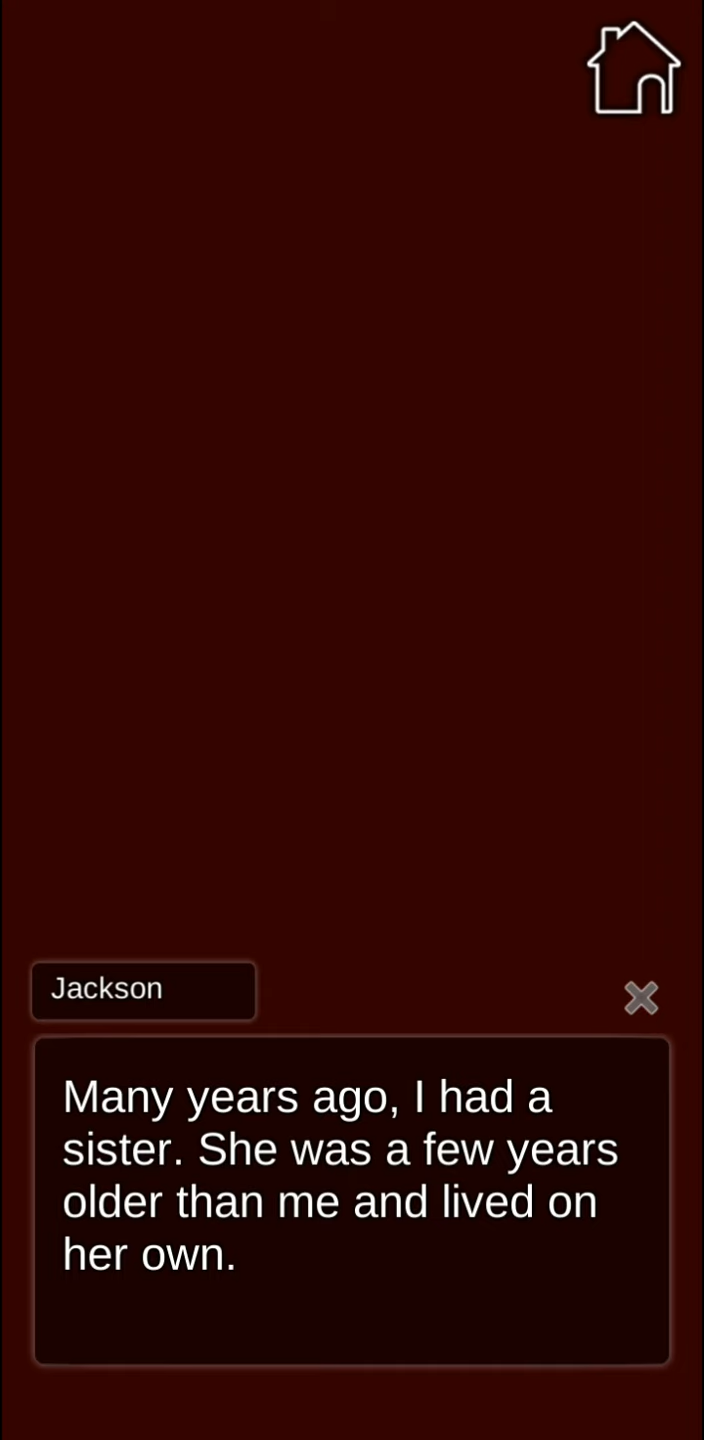 Jackson
Many years ago, I had a
sister. She was a few years
older than me and lived on
her own.